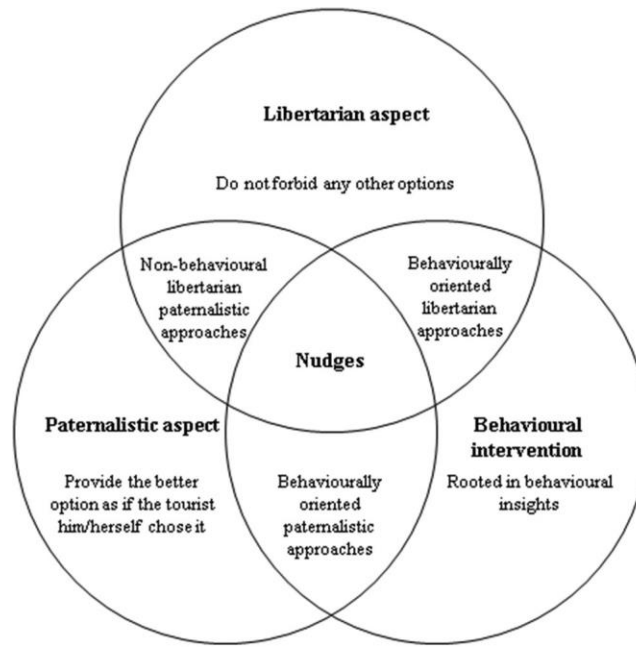 Libertarian aspect
Do not forbid any other options
Non-behavioural
libertarian
paternalistic
approaches
Behaviourally
oriented
libertarian
approaches
Nudges
Paternalistic aspect
Provide the better
option as if the tourist
him/herself chose it
Behavioural
intervention
Rooted in behavioural
insights
Behaviourally
oriented
paternalistic
approaches